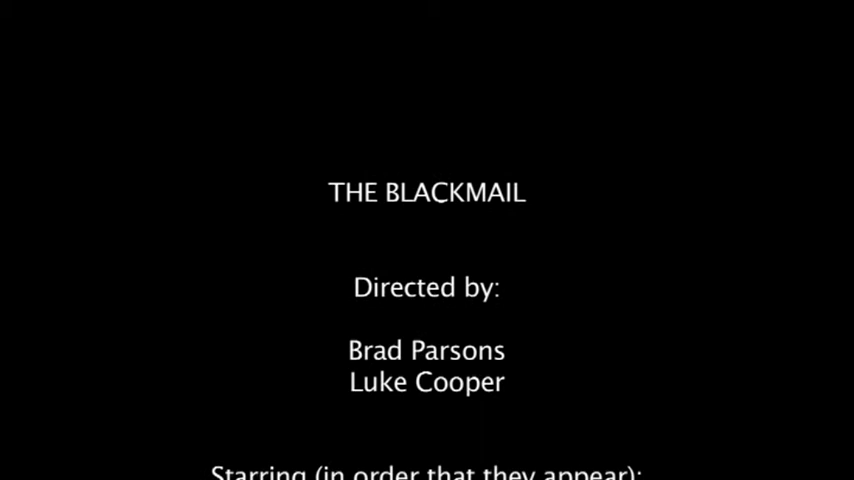 THE BLACKMAIL
Directed by:
Brad Parsons
Luke Cooper
Starring (in order that they appear):